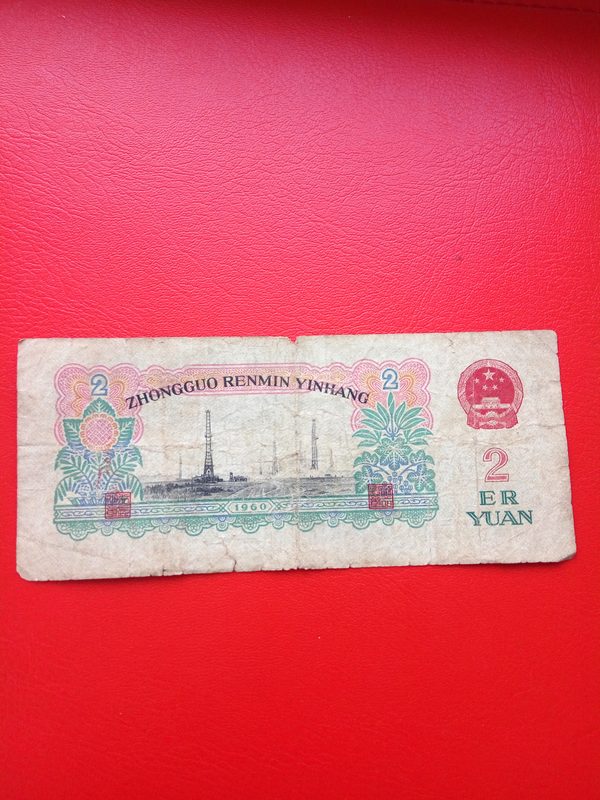 2
2
ZHONGGUO RENMIN YINHANG
1960
2
ER
YUAN